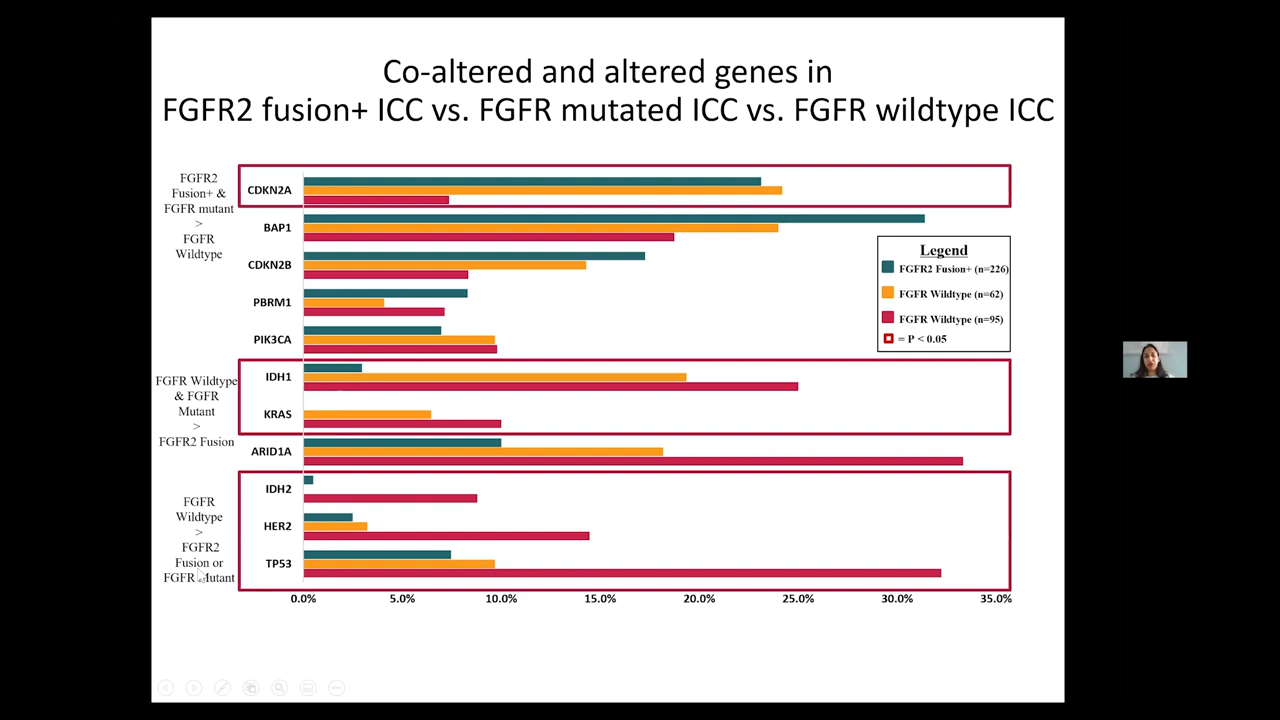 Co-altered and altered genes in
FGFR2 fusion+ ICC vs. FGFR mutated ICC vs. FGFR wildtype ICC
FGFR2
Fusion+ &
FGFR mutant
>
FGFR
Wildtype
CDKN2A
BAP1
CDKN2B
PBRM1
PIK3CA
FGFR Wildtype
& FGFR
Mutant
>
FGFR2 Fusion
IDH1
KRAS
ARID1A
FGFR
Wildtype
>
FGFR2
Fusion or
FGFR Mutant
IDH2
HER2
TP53
Legend
FGFR2 Fusion+ (n=226)
FGFR Wildtype (n=62)
FGFR Wildtype (n=95)
= P < 0.05
0.0% 5.0% 10.0% 15.0% 20.0% 25.0% 30.0% 35.0%